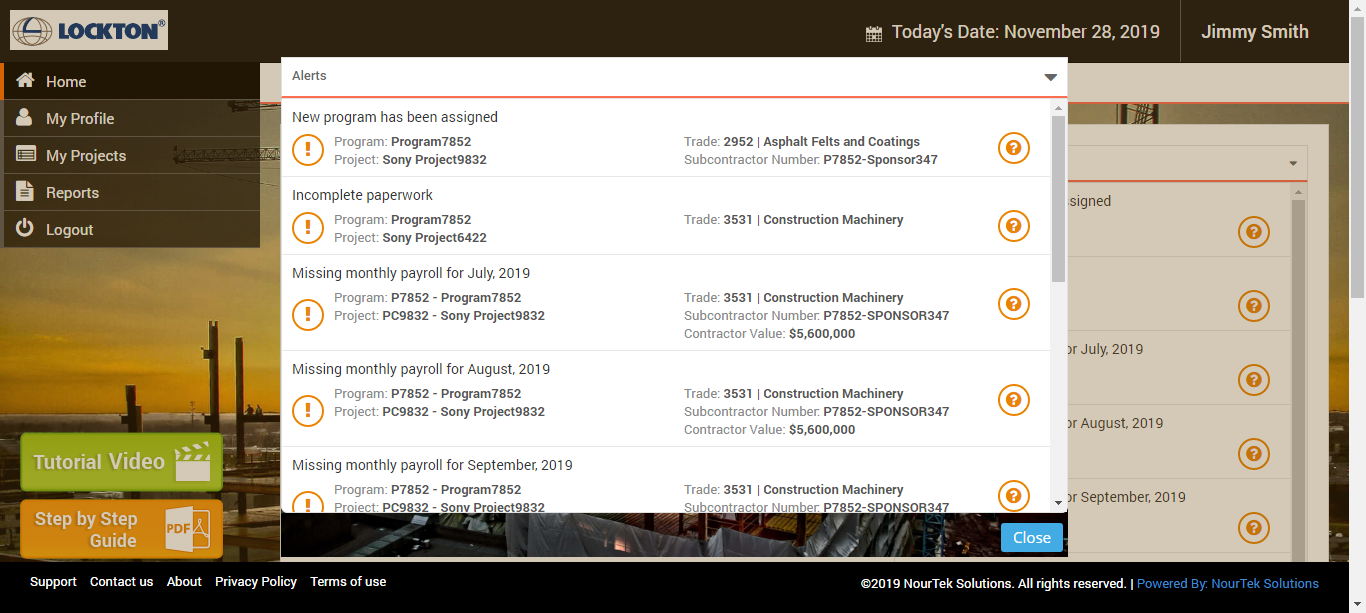 LOCKTON®
Today's Date: November 28, 2019
Jimmy Smith
Home
My Profile
My Projects
Reports
Logout
Tutorial Video
Step by Step
Guide
PDF
Alerts
New program has been assigned
Program: Program7852
Trade: 2952 | Asphalt Felts and Coatings
Project: Sony Project9832
Subcontractor Number: P7852-Sponsor347
Incomplete paperwork
Program: Program7852
Trade: 3531 | Construction Machinery
Project: Sony Project6422
Missing monthly payroll for July, 2019
Program: P7852 - Program7852
Trade: 3531 | Construction Machinery
Project: PC9832 - Sony Project9832
Subcontractor Number: P7852-SPONSOR347
Contractor Value: $5,600,000
Missing monthly payroll for August, 2019
Program: P7852 - Program7852
Trade: 3531 | Construction Machinery
Project: PC9832 - Sony Project9832
Subcontractor Number: P7852-SPONSOR347
Contractor Value: $5,600,000
Missing monthly payroll for September, 2019
Program: P7852 - Program7852
Trade: 3531 | Construction Machinery
Project: PC9832 - Sony Project9832
Subcontractor Number: P7852-SPONSOR347
Close
signed
or July, 2019
or August, 2019
or September, 2019
Support Contact us About Privacy Policy Terms of use
©2019 NourTek Solutions. All rights reserved. | Powered By: NourTek Solutions